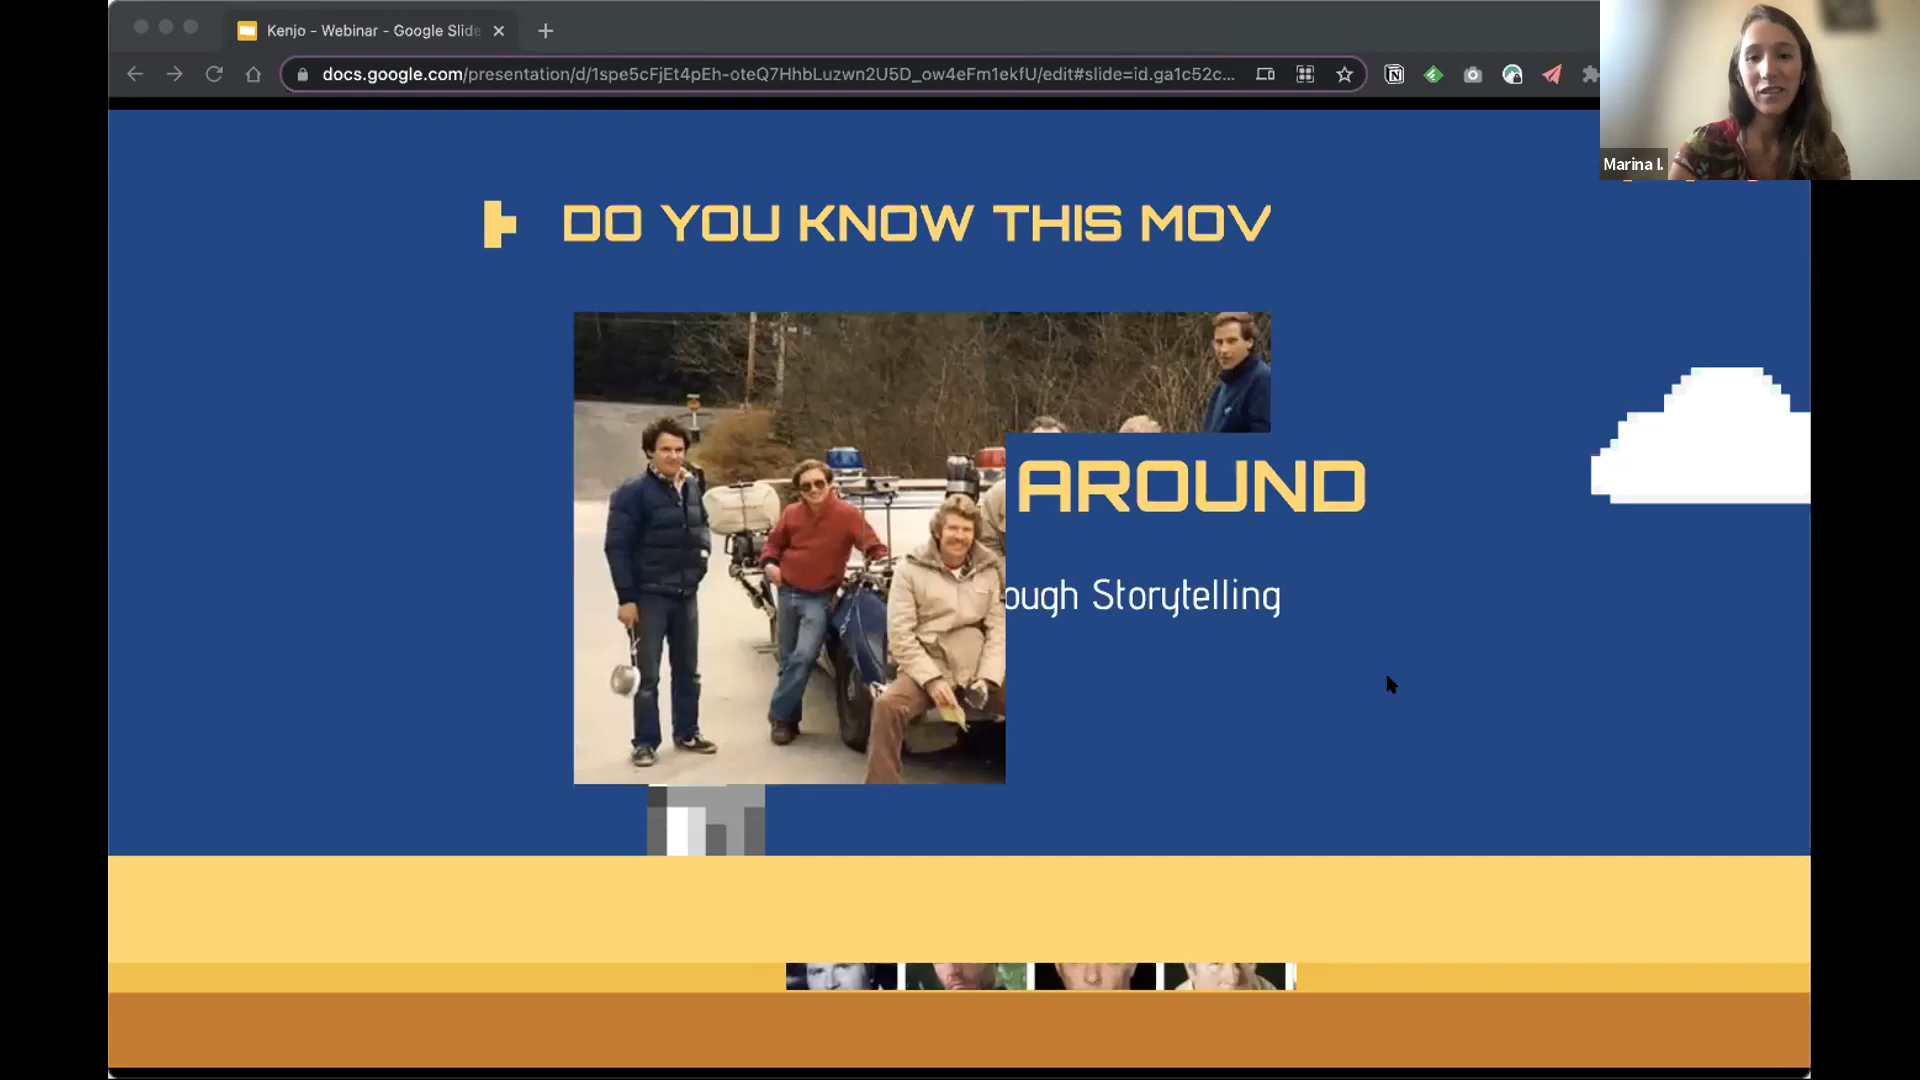 Kenjo - Webinar - Google Slide
docs.google.com/presentation/d/1spe5cFjEt4pEh-oteQ7HhbLuzwn2U5D_ow4eFm1ekfU/edit#slide=id.ga1c52c...
Marina I.
DO YOU KNOW THIS MOV
AROUND
ough Storytelling